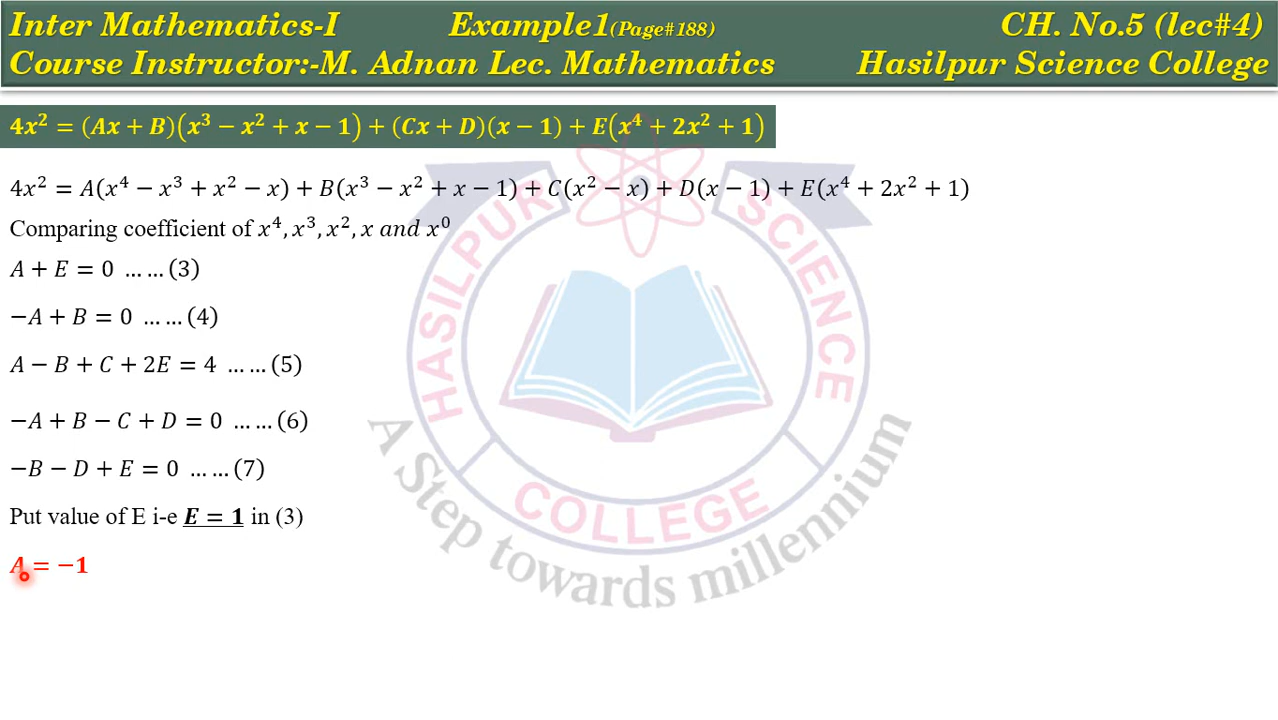 Inter Mathematics-I Example1(Page#188) CH. No.5 (lec#4)
Course Instructor:-M. Adnan Lec. Mathematics Hasilpur Science College
4x² = (Ax + B)(x³ − x² + x − 1) + (Cx + D)(x − 1) + E(x⁴ + 2x² + 1)
4x² = A(x⁴ − x³ + x² − x) + B(x³ − x² + x − 1) + C(x² − x) + D(x − 1) + E(x⁴ + 2x² + 1)
Comparing coefficient of x⁴, x³, x², x and x⁰
A + E = 0 … … (3)
−A + B = 0 … … (4)
A − B + C + 2E = 4 … … (5)
−A + B − C + D = 0 … … (6)
−B − D + E = 0 … … (7)
Put value of E i-e E = 1 in (3)
A = −1
HASILPUR SCIENCE COLLEGE
A Step towards millennium